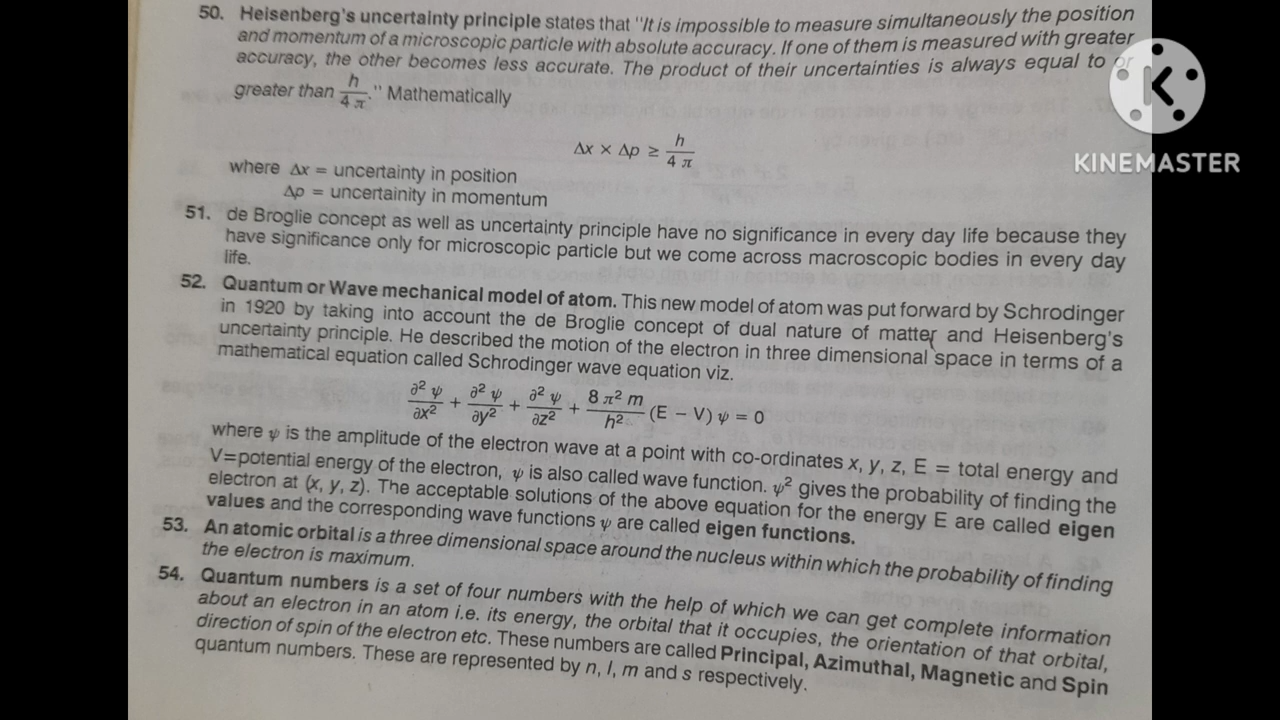 50. Heisenberg's uncertainty principle states that "It is impossible to measure simultaneously the position
and momentum of a microscopic particle with absolute accuracy. If one of them is measured with greater
accuracy, the other becomes less accurate. The product of their uncertainties is always equal to or
greater than h/4 π." Mathematically
Δx × Δp ≥ h/4 π
where Δx = uncertainty in position
Δp = uncertainity in momentum
51. de Broglie concept as well as uncertainty principle have no significance in every day life because they
have significance only for microscopic particle but we come across macroscopic bodies in every day
life.
52. Quantum or Wave mechanical model of atom. This new model of atom was put forward by Schrodinger
in 1920 by taking into account the de Broglie concept of dual nature of matter and Heisenberg's
uncertainty principle. He described the motion of the electron in three dimensional space in terms of a
mathematical equation called Schrodinger wave equation viz.
∂² ψ/∂x² + ∂² ψ/∂y² + ∂² ψ/∂z² + 8 π² m/h² (E − V) ψ = 0
where ψ is the amplitude of the electron wave at a point with co-ordinates x, y, z, E = total energy and
V=potential energy of the electron, ψ is also called wave function. ψ² gives the probability of finding the
electron at (x, y, z). The acceptable solutions of the above equation for the energy E are called eigen
values and the corresponding wave functions ψ are called eigen functions.
53. An atomic orbital is a three dimensional space around the nucleus within which the probability of finding
the electron is maximum.
54. Quantum numbers is a set of four numbers with the help of which we can get complete information
about an electron in an atom i.e. its energy, the orbital that it occupies, the orientation of that orbital,
direction of spin of the electron etc. These numbers are called Principal, Azimuthal, Magnetic and Spin
quantum numbers. These are represented by n, l, m and s respectively.
KINEMASTER